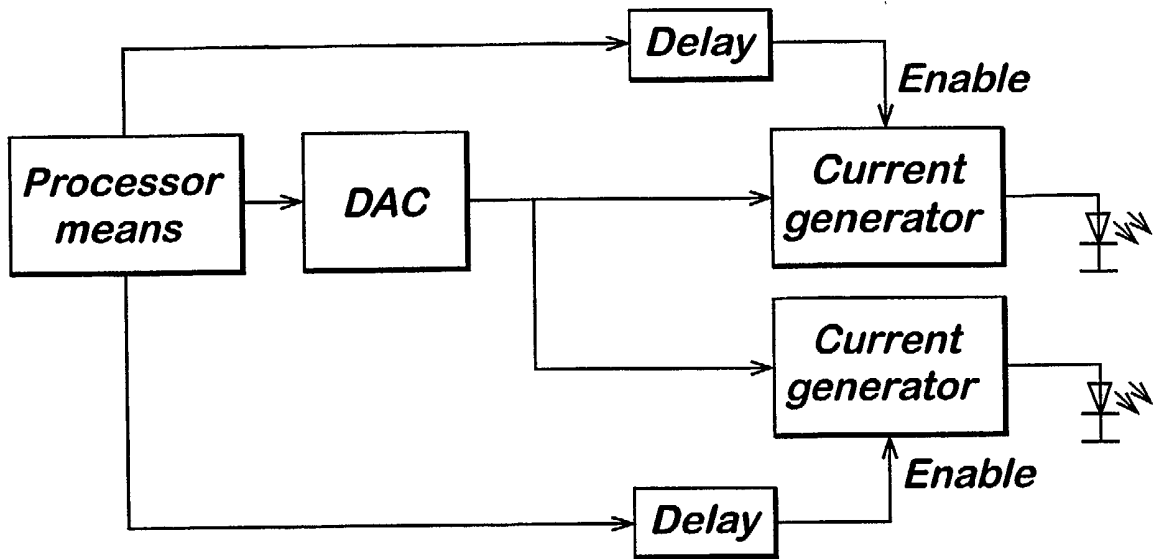 Delay
Enable
Processor
means
DAC
Current
generator
Current
generator
Enable
Delay